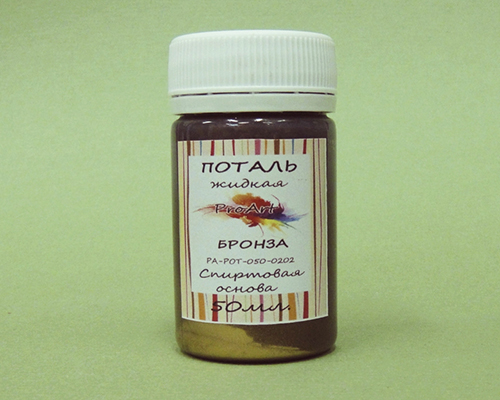 ПОТАЛЬ
жидкая
ProArt
БРОНЗА
PA-POT-050-0202
Спиртовая
основа
50мл.